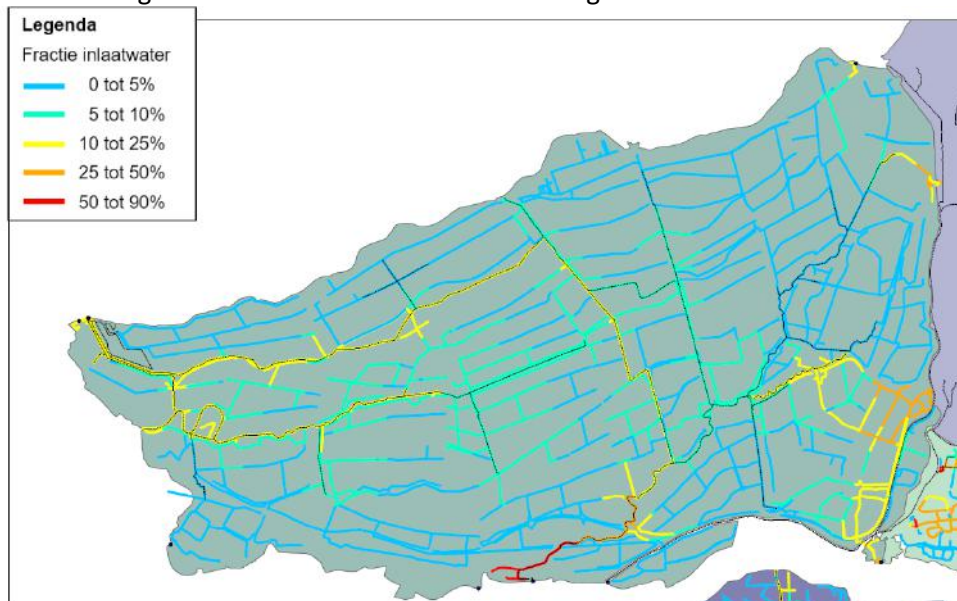 Legenda
Fractie inlaatwater
0 tot 5%
5 tot 10%
10 tot 25%
25 tot 50%
50 tot 90%